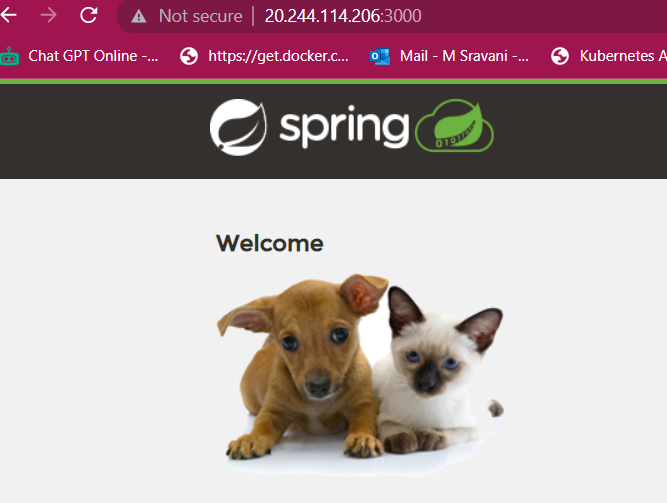 Not secure 20.244.114.206:3000
Chat GPT Online -... https://get.docker.c... Mail - M Sravani -... Kubernetes A
spring
Welcome